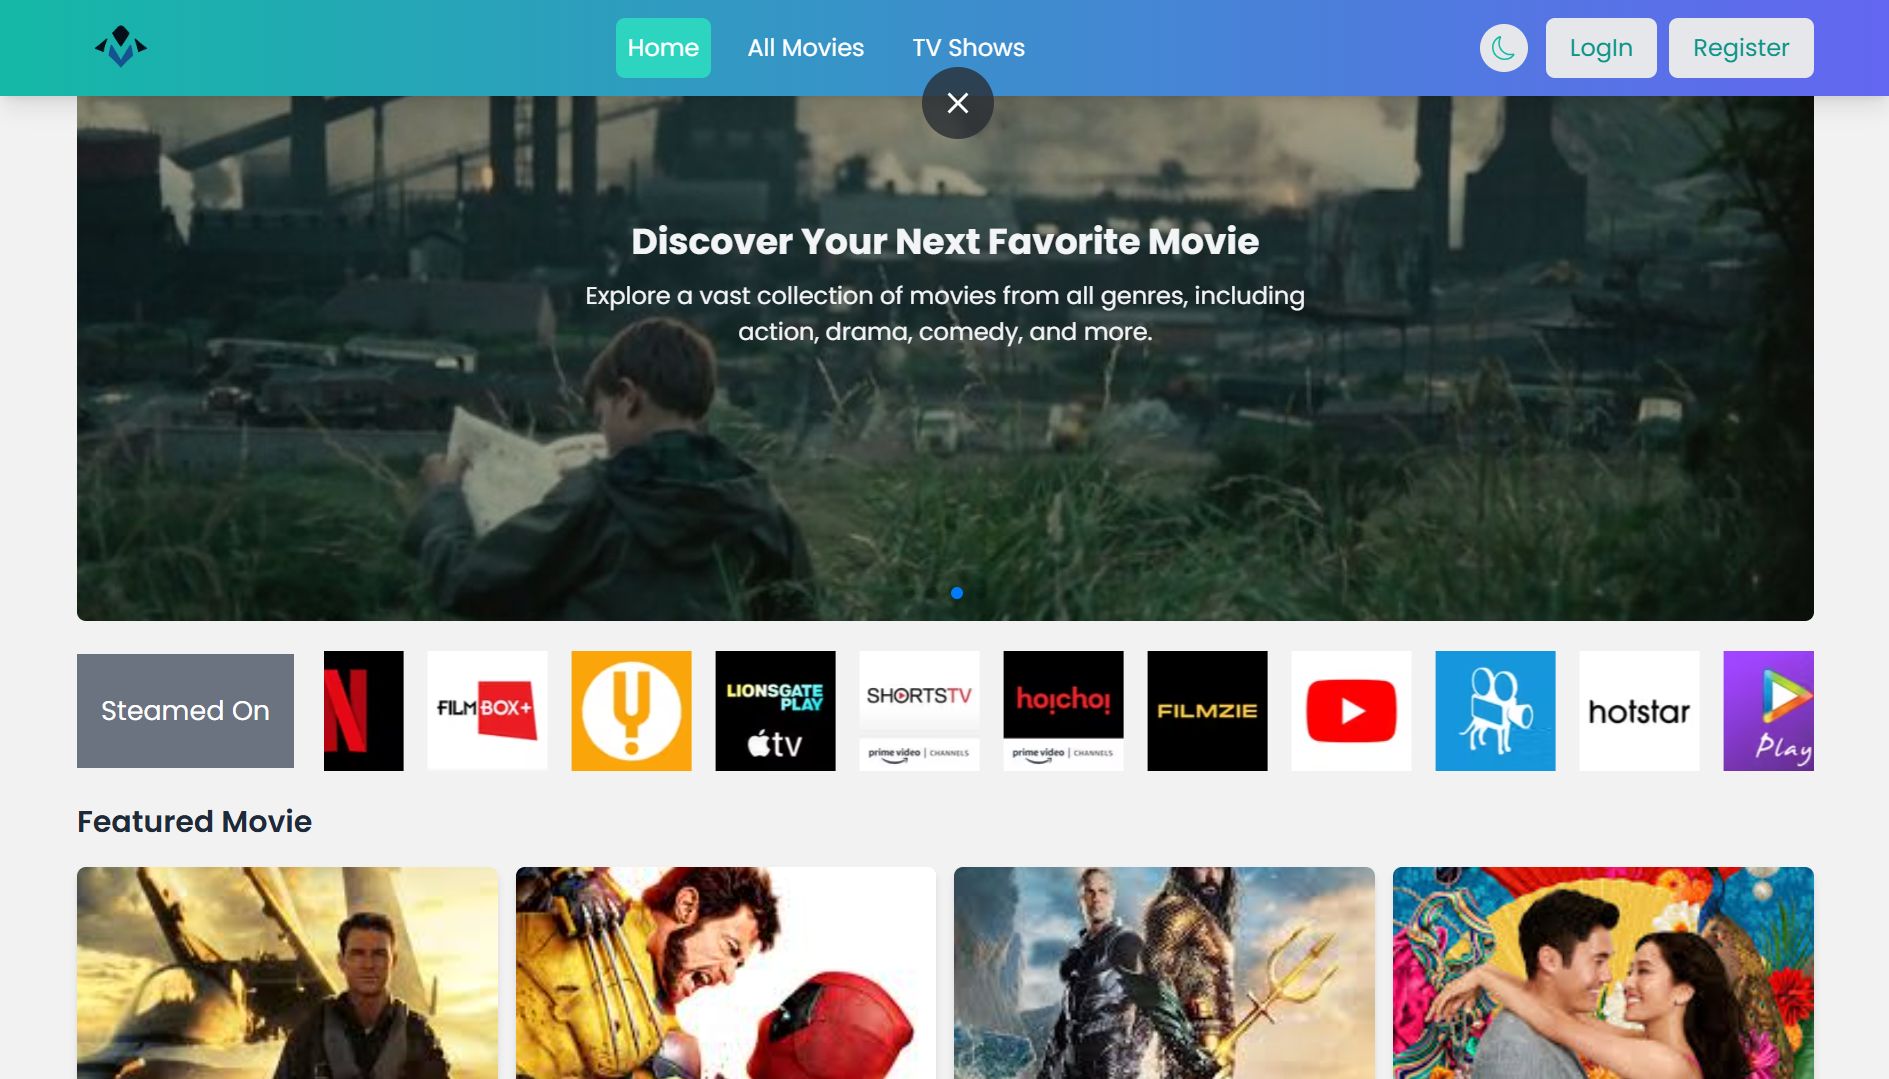 Home
All Movies
TV Shows
LogIn
Register
Discover Your Next Favorite Movie
Explore a vast collection of movies from all genres, including
action, drama, comedy, and more.
Steamed On
N
FILMBOX+
LIONSGATE
PLAY
tv
SHORTSTV
prime video | CHANNELS
hoichoi
prime video | CHANNELS
FILMZIE
hotstar
Play
Featured Movie